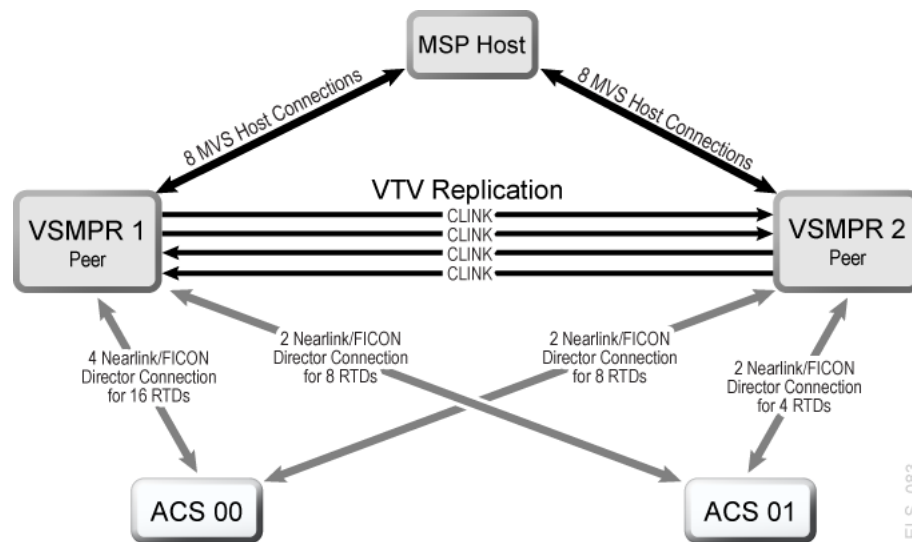 MSP Host
8 MVS Host Connections
8 MVS Host Connections
VTV Replication
VSMPR 1
Peer
CLINK
CLINK
CLINK
CLINK
VSMPR 2
Peer
4 Nearlink/FICON
Director Connection
for 16 RTDs
2 Nearlink/FICON
Director Connection
for 8 RTDs
2 Nearlink/FICON
Director Connection
for 8 RTDs
2 Nearlink/FICON
Director Connection
for 4 RTDs
ACS 00
ACS 01